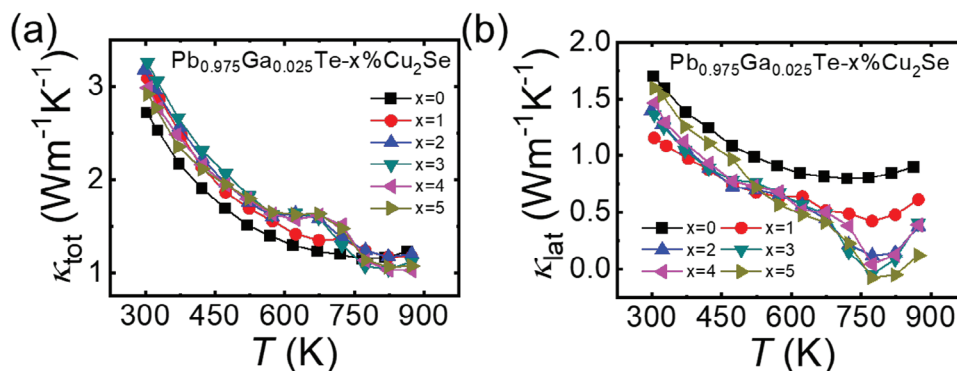 (a)
Pb0.975Ga0.025Te-x%Cu2Se
κtot (Wm-1K-1)
3
2
1
x=0
x=1
x=2
x=3
x=4
x=5
300 450 600 750 900
T (K)
(b)
Pb0.975Ga0.025Te-x%Cu2Se
κlat (Wm-1K-1)
2.0
1.5
1.0
0.5
0.0
x=0 x=1
x=2 x=3
x=4 x=5
300 450 600 750 900
T (K)